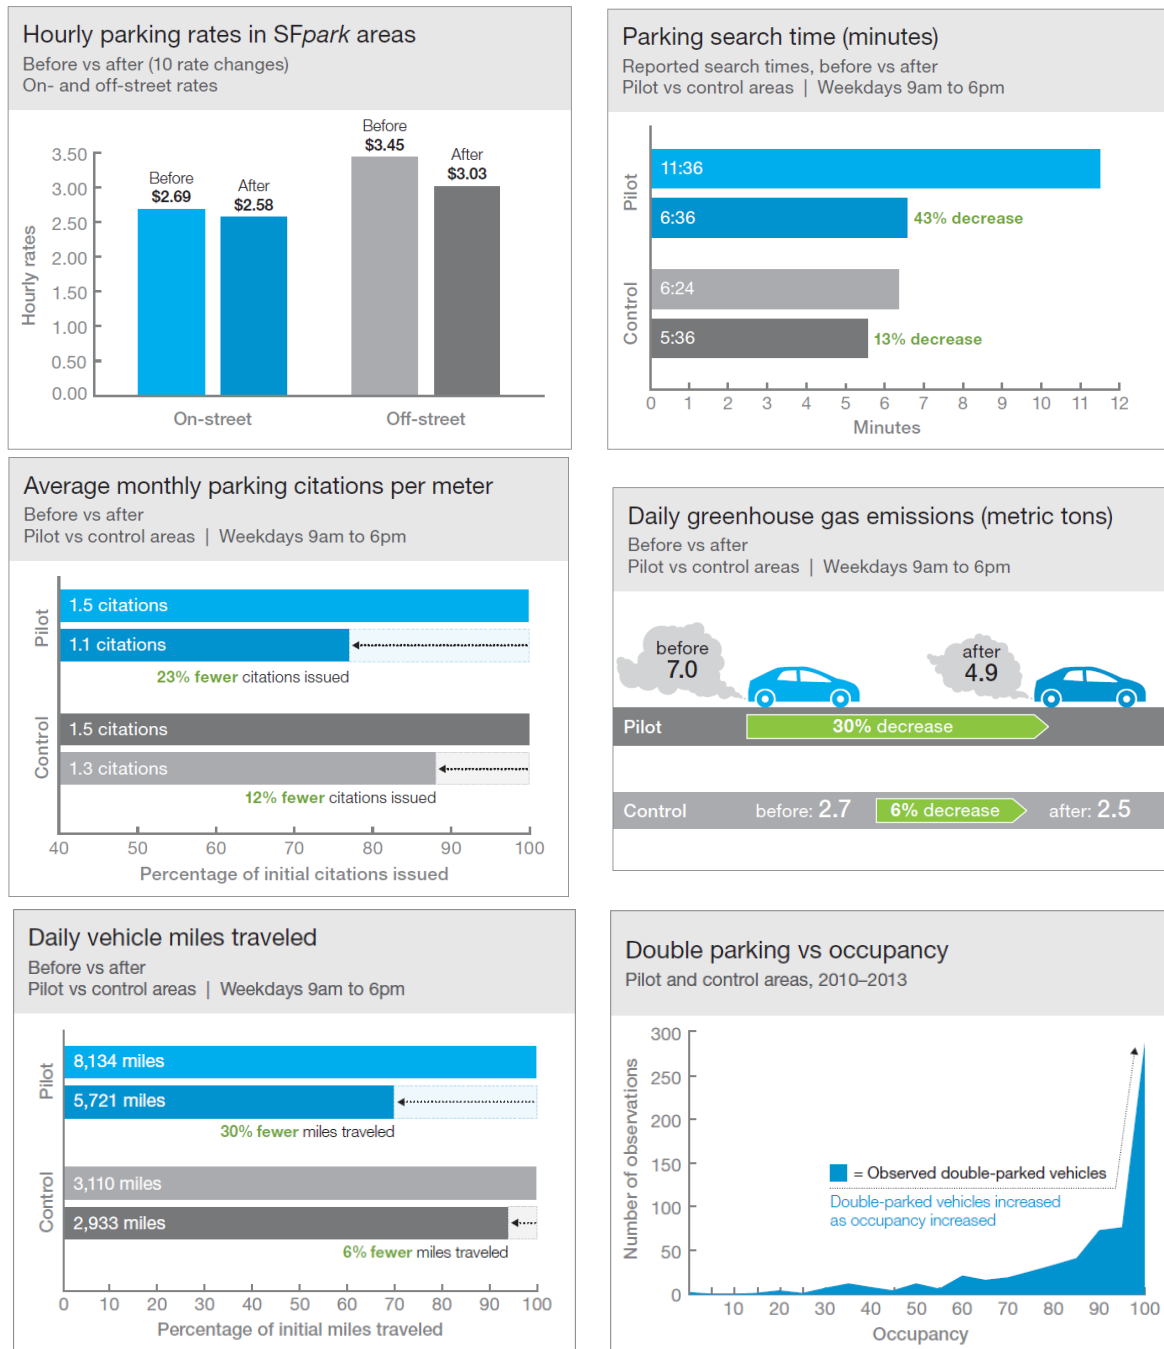 Hourly parking rates in SFpark areas
Before vs after (10 rate changes)
On- and off-street rates
Hourly rates
3.50
3.00
2.50
2.00
1.50
1.00
0.50
0.00
Before
$2.69
After
$2.58
Before
$3.45
After
$3.03
On-street
Off-street
Parking search time (minutes)
Reported search times, before vs after
Pilot vs control areas | Weekdays 9am to 6pm
Pilot
11:36
6:36
43% decrease
Control
6:24
5:36
13% decrease
0 1 2 3 4 5 6 7 8 9 10 11 12
Minutes
Average monthly parking citations per meter
Before vs after
Pilot vs control areas | Weekdays 9am to 6pm
Pilot
1.5 citations
1.1 citations
23% fewer citations issued
Control
1.5 citations
1.3 citations
12% fewer citations issued
40 50 60 70 80 90 100
Percentage of initial citations issued
Daily greenhouse gas emissions (metric tons)
Before vs after
Pilot vs control areas | Weekdays 9am to 6pm
before
7.0
after
4.9
Pilot
30% decrease
Control
before: 2.7
6% decrease
after: 2.5
Daily vehicle miles traveled
Before vs after
Pilot vs control areas | Weekdays 9am to 6pm
Pilot
8,134 miles
5,721 miles
30% fewer miles traveled
Control
3,110 miles
2,933 miles
6% fewer miles traveled
0 10 20 30 40 50 60 70 80 90 100
Percentage of initial miles traveled
Double parking vs occupancy
Pilot and control areas, 2010–2013
Number of observations
300
250
200
150
100
50
0
= Observed double-parked vehicles
Double-parked vehicles increased
as occupancy increased
10 20 30 40 50 60 70 80 90 100
Occupancy